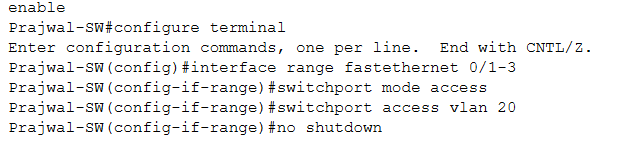 enable
Prajwal-SW#configure terminal
Enter configuration commands, one per line.  End with CNTL/Z.
Prajwal-SW(config)#interface range fastethernet 0/1-3
Prajwal-SW(config-if-range)#switchport mode access
Prajwal-SW(config-if-range)#switchport access vlan 20
Prajwal-SW(config-if-range)#no shutdown